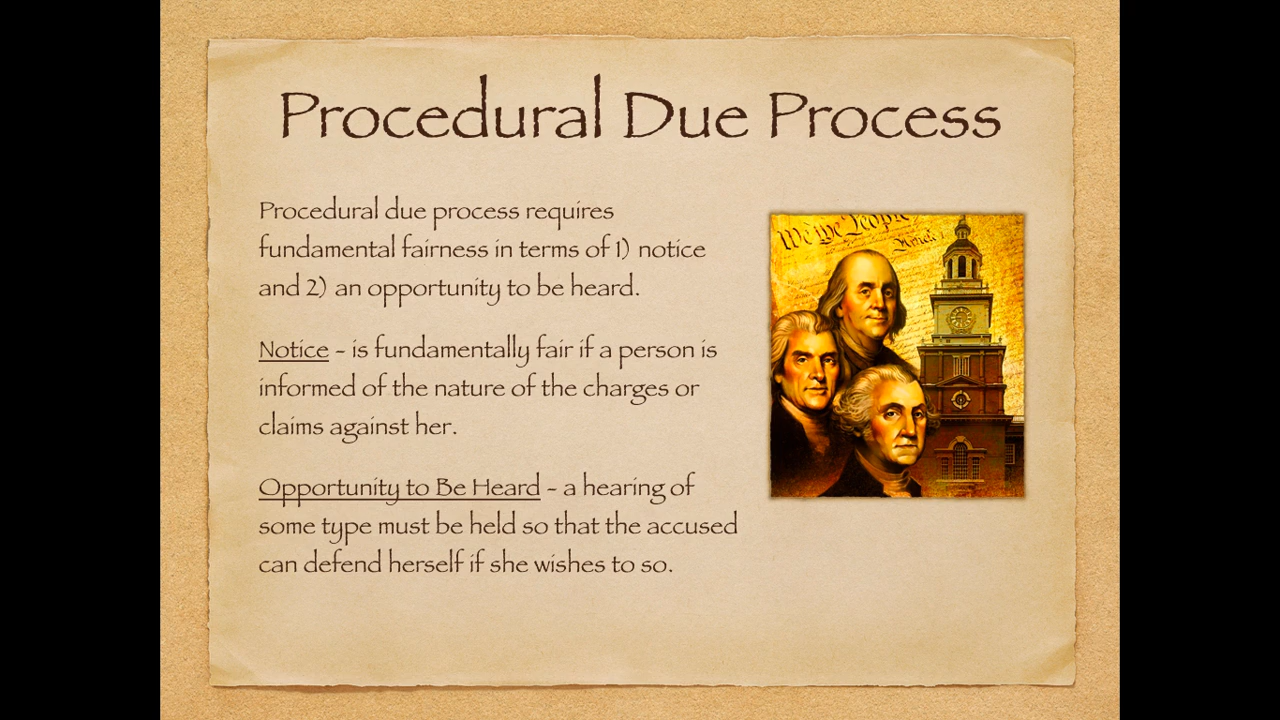 Procedural Due Process
Procedural due process requires
fundamental fairness in terms of 1) notice
and 2) an opportunity to be heard.
Notice - is fundamentally fair if a person is
informed of the nature of the charges or
claims against her.
Opportunity to Be Heard - a hearing of
some type must be held so that the accused
can defend herself if she wishes to so.
We the People